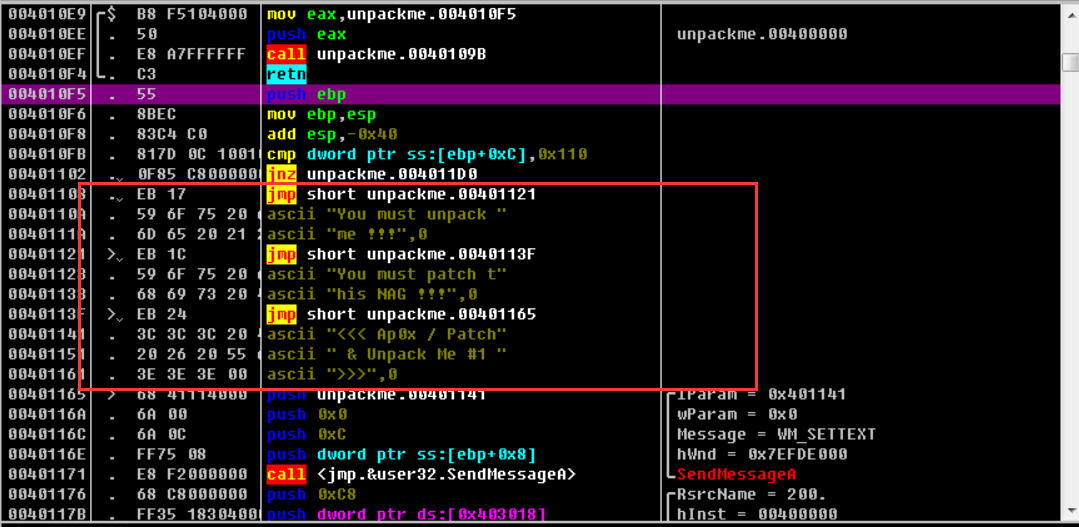 004010E9 $ B8 F5104000 mov eax,unpackme.004010F5
004010EE . 50 push eax unpackme.00400000
004010EF . E8 A7FFFFFF call unpackme.0040109B
004010F4 . C3 retn
004010F5 . 55 push ebp
004010F6 . 8BEC mov ebp,esp
004010F8 . 83C4 C0 add esp,-0x40
004010FB . 817D 0C 1001 cmp dword ptr ss:[ebp+0xC],0x110
00401102 . 0F85 C8000000 jnz unpackme.004011D0
00401108 . EB 17 jmp short unpackme.00401121
0040110A . 59 6F 75 20 ascii "You must unpack "
0040111A . 6D 65 20 21 2 ascii "me !!!",0
00401121 > EB 1C jmp short unpackme.0040113F
00401123 . 59 6F 75 20 ascii "You must patch t"
00401133 . 68 69 73 20 4 ascii "his NAG !!!",0
0040113F > EB 24 jmp short unpackme.00401165
00401141 . 3C 3C 3C 20 4 ascii "<<< Ap0x / Patch"
00401151 . 20 26 20 55 ascii " & Unpack Me #1 "
00401161 . 3E 3E 3E 00 ascii ">>>",0
00401165 > 68 41114000 push unpackme.00401141 lParam = 0x401141
0040116A . 6A 00 push 0x0 wParam = 0x0
0040116C . 6A 0C push 0xC Message = WM_SETTEXT
0040116E . FF75 08 push dword ptr ss:[ebp+0x8] hWnd = 0x7EFDE000
00401171 . E8 F2000000 call <jmp.&user32.SendMessageA> SendMessageA
00401176 . 68 C8000000 push 0xC8 RsrcName = 200.
0040117B . FF35 18304000 push dword ptr ds:[0x403018] hInst = 00400000